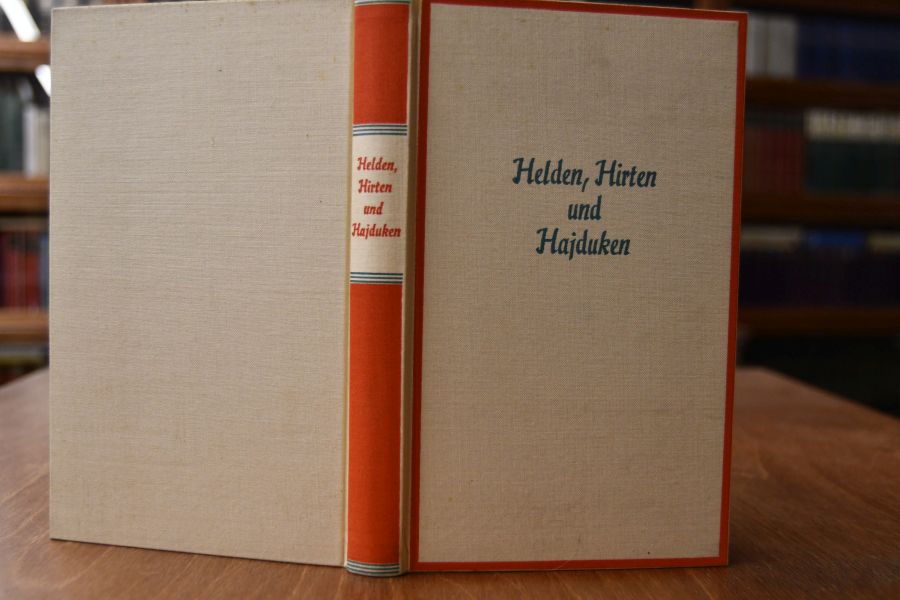 Helden,
Hirten
und
Hajduken
Helden, Hirten
und
Hajduken